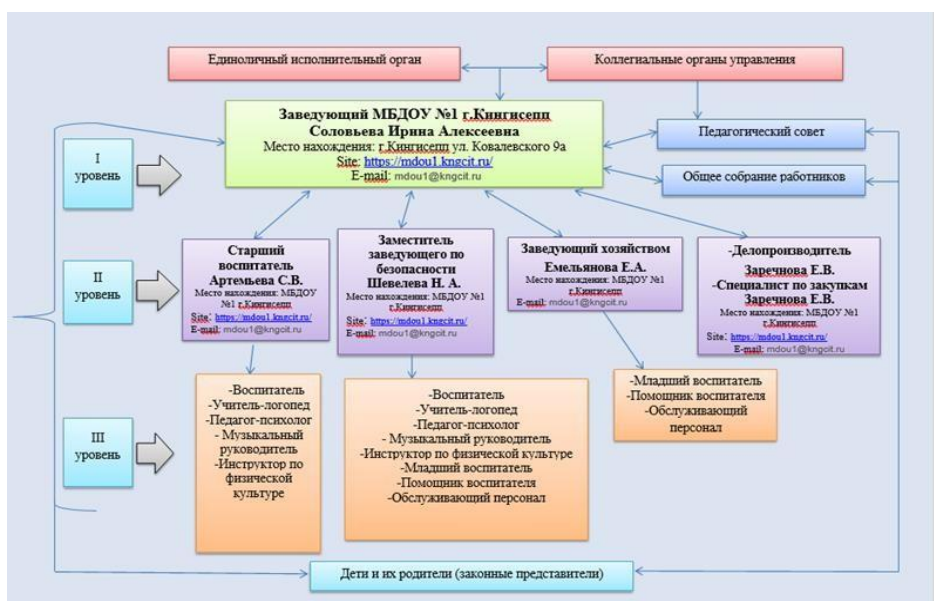 Единоличный исполнительный орган
Коллегиальные органы управления
Заведующий МБДОУ №1 г.Кингисепп
Соловьева Ирина Алексеевна
Место нахождения: г.Кингисепп ул. Ковалевского 9а
Site: https://mdou1.kngcit.ru/
E-mail: mdou1@kngcit.ru
Педагогический совет
Общее собрание работников
I
уровень
II
уровень
Старший
воспитатель
Артемьева С.В.
Место нахождения: МБДОУ
№1 г.Кингисепп
Site: https://mdou1.kngcit.ru/
E-mail: mdou1@kngcit.ru
Заместитель
заведующего по
безопасности
Шевелева Н. А.
Место нахождения: МБДОУ №1
г.Кингисепп
Site: https://mdou1.kngcit.ru/
E-mail: mdou1@kngcit.ru
Заведующий хозяйством
Емельянова Е.А.
Место нахождения: МБДОУ №1
г.Кингисепп
E-mail: mdou1@kngcit.ru
-Делопроизводитель
Заречнова Е.В.
-Специалист по закупкам
Заречнова Е.В.
Место нахождения: МБДОУ №1
г.Кингисепп
Site: https://mdou1.kngcit.ru/
E-mail: mdou1@kngcit.ru
III
уровень
-Воспитатель
-Учитель-логопед
-Педагог-психолог
- Музыкальный
руководитель
-Инструктор по
физической
культуре
-Воспитатель
-Учитель-логопед
-Педагог-психолог
- Музыкальный руководитель
-Инструктор по физической культуре
-Младший воспитатель
-Помощник воспитателя
-Обслуживающий персонал
-Младший воспитатель
-Помощник воспитателя
-Обслуживающий
персонал
Дети и их родители (законные представители)